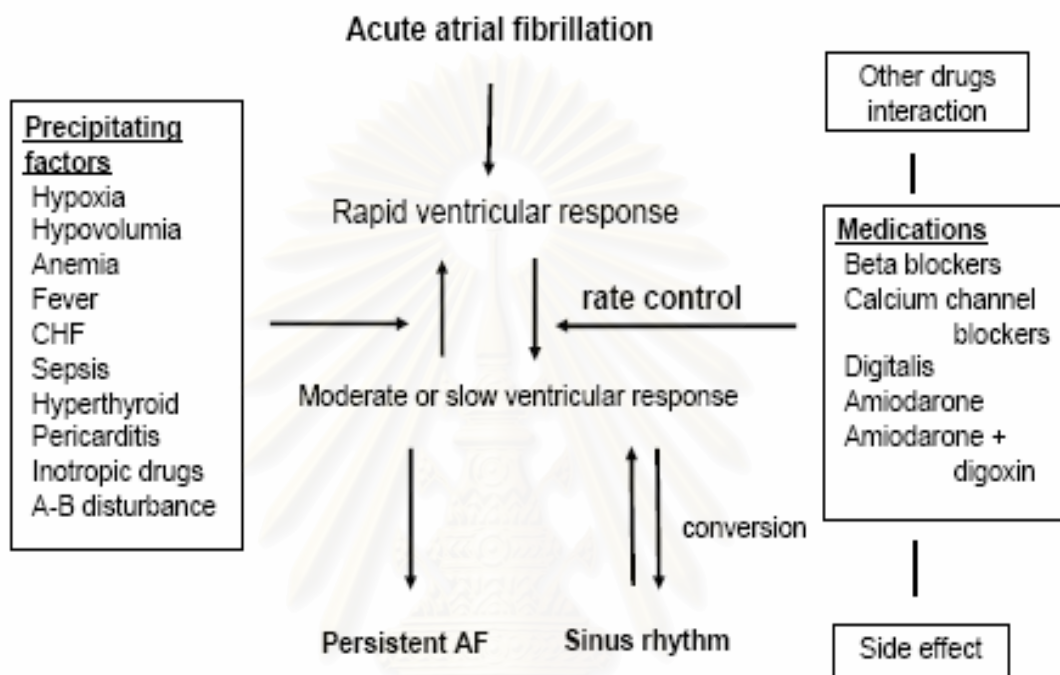 Acute atrial fibrillation
Precipitating
factors
Hypoxia
Hypovolumia
Anemia
Fever
CHF
Sepsis
Hyperthyroid
Pericarditis
Inotropic drugs
A-B disturbance
Rapid ventricular response
rate control
Moderate or slow ventricular response
conversion
Persistent AF
Sinus rhythm
Other drugs
interaction
Medications
Beta blockers
Calcium channel
blockers
Digitalis
Amiodarone
Amiodarone +
digoxin
Side effect